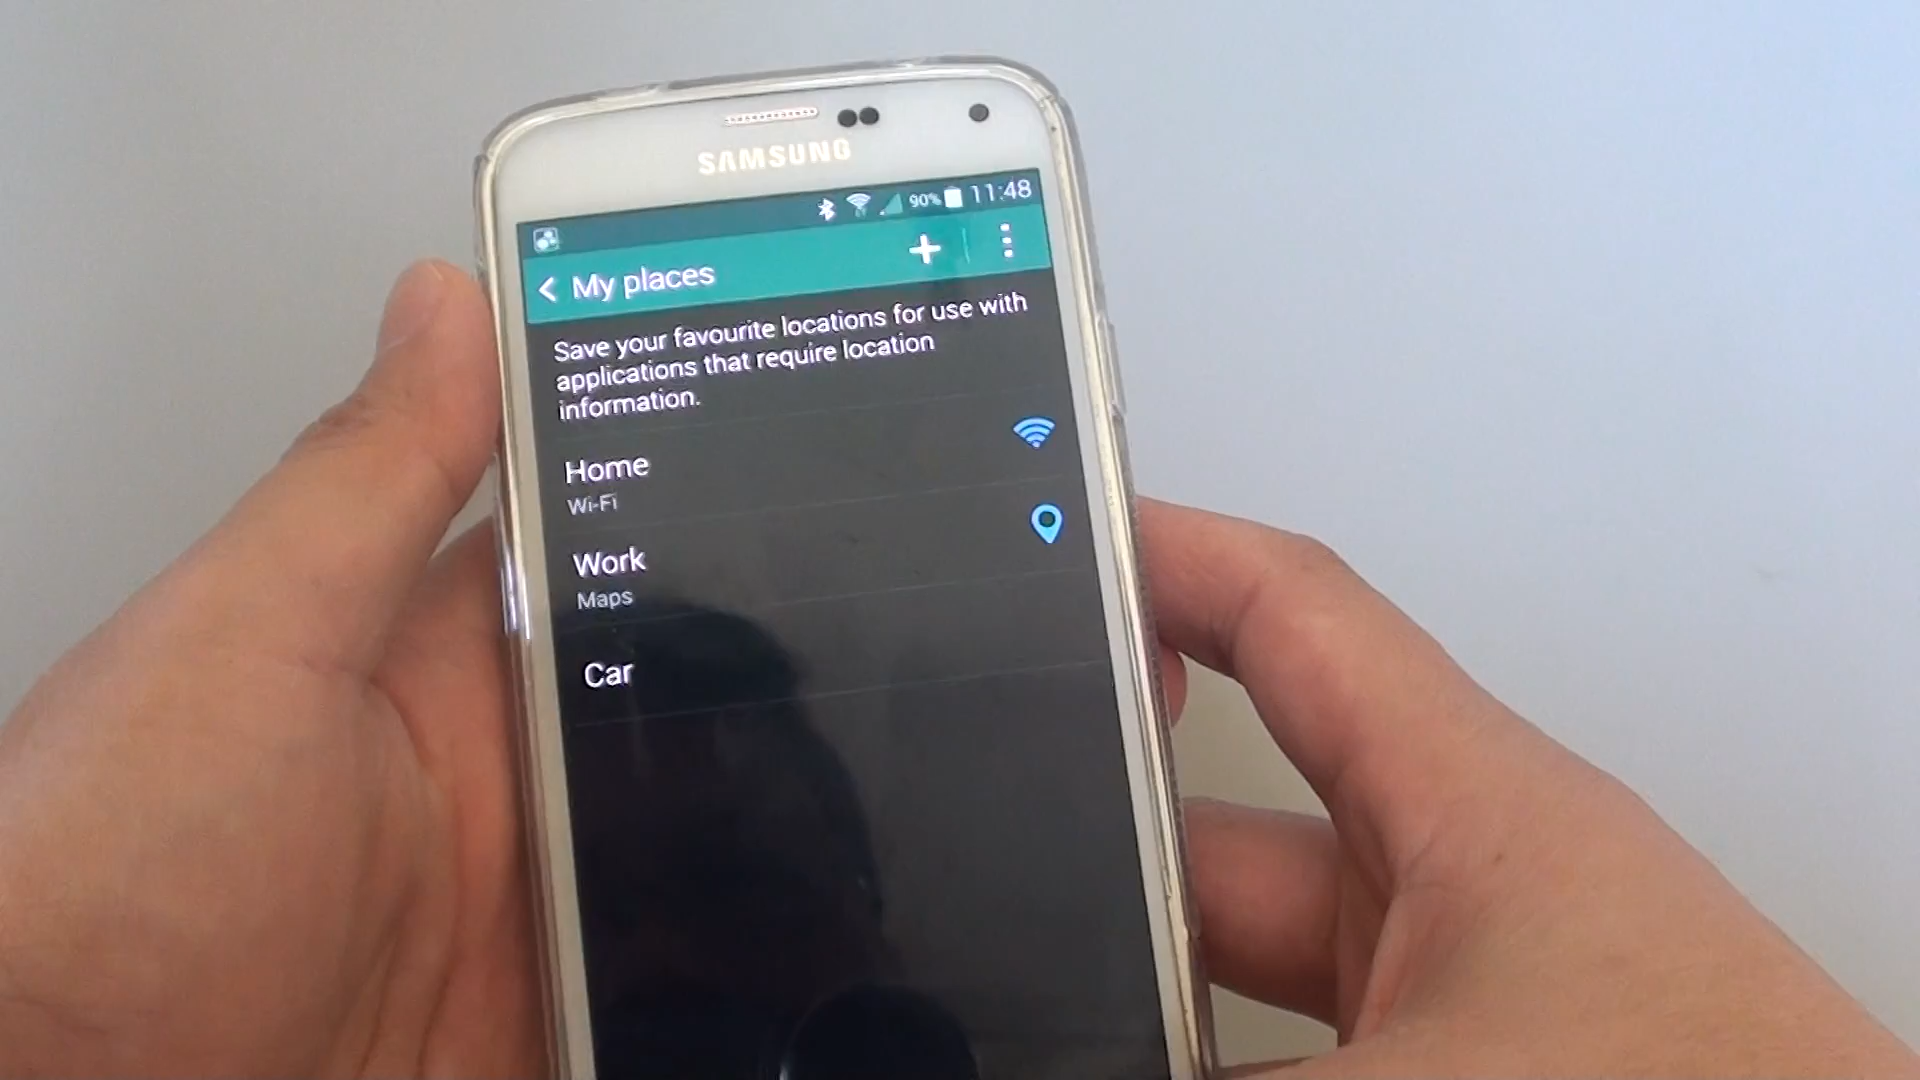 SAMSUNG
90% 11:48
My places
Save your favourite locations for use with
applications that require location
information.
Home
Wi-Fi
Work
Maps
Car